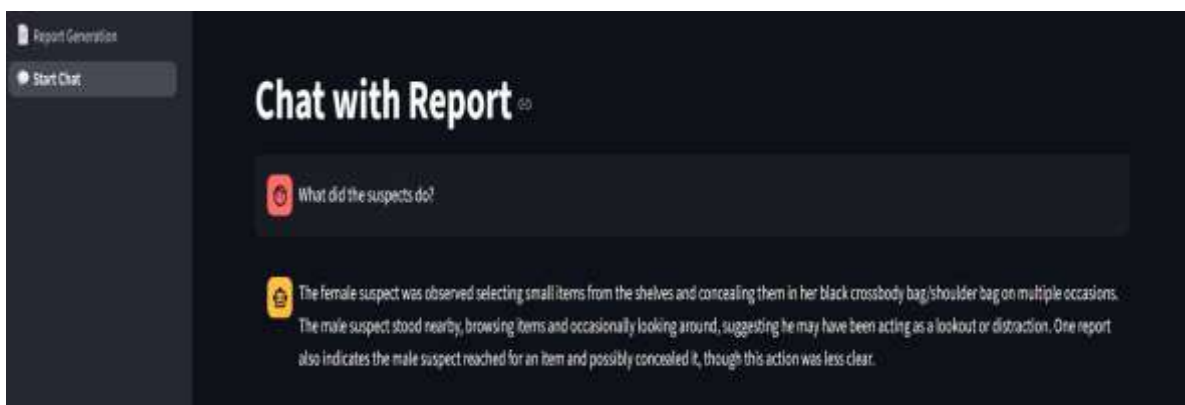 Report Generation
Start Chat
Chat with Report
What did the suspects do?
The female suspect was observed selecting small items from the shelves and concealing them in her black crossbody bag/shoulder bag on multiple occasions.
The male suspect stood nearby, browsing items and occasionally looking around, suggesting he may have been acting as a lookout or distraction. One report
also indicates the male suspect reached for an item and possibly concealed it, though this action was less clear.